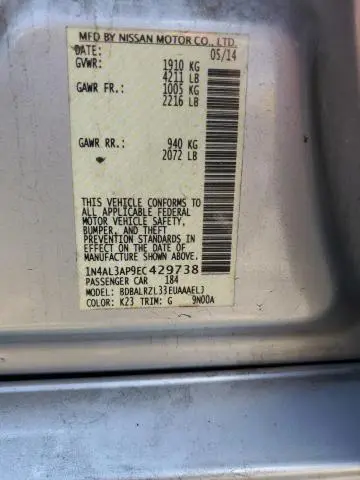 MFD BY NISSAN MOTOR CO., LTD.
DATE: 05/14
GVWR: 1910 KG
4211 LB
GAWR FR.: 1005 KG
2216 LB
GAWR RR.: 940 KG
2072 LB
THIS VEHICLE CONFORMS TO
ALL APPLICABLE FEDERAL
MOTOR VEHICLE SAFETY,
BUMPER, AND THEFT
PREVENTION STANDARDS IN
EFFECT ON THE DATE OF
MANUFACTURE SHOWN ABOVE.
1N4AL3AP9EC429738
PASSENGER CAR 184
MODEL: BDBALRZL33EUAAAELJ
COLOR: K23 TRIM: G 9N00A